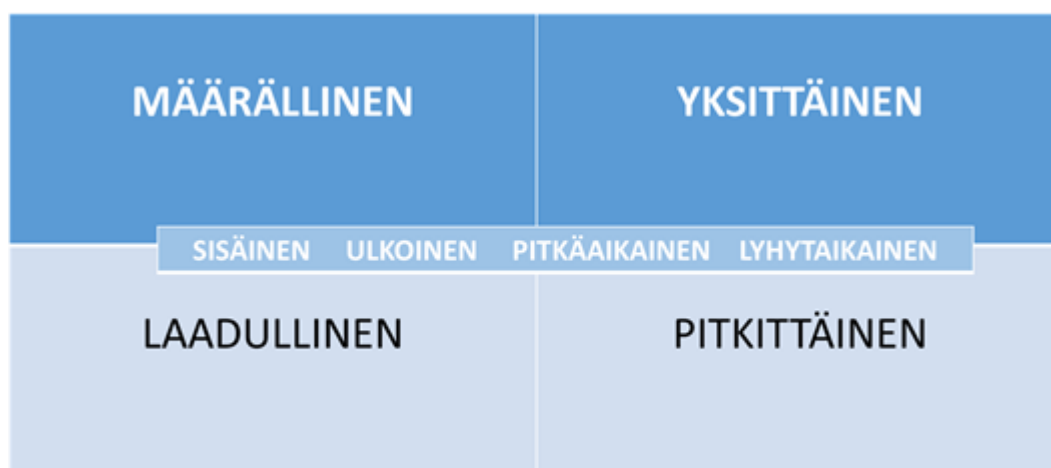 MÄÄRÄLLINEN YKSITTÄINEN
SISÄINEN ULKOINEN PITKÄAIKAINEN LYHYTAIKAINEN
LAADULLINEN PITKITTÄINEN